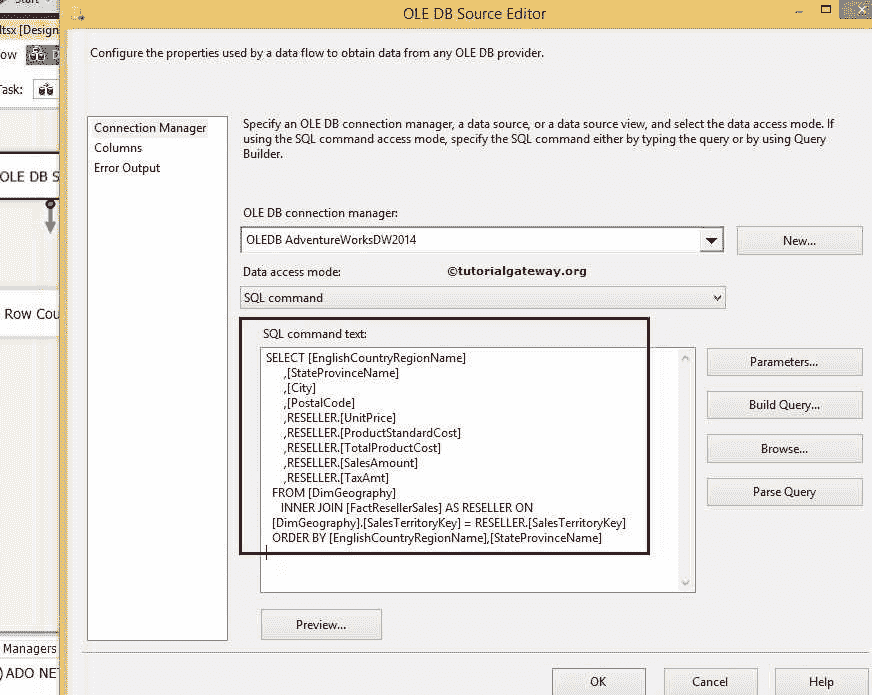 Start
OLE DB Source Editor
ltsx [Design
Configure the properties used by a data flow to obtain data from any OLE DB provider.
ow
Task:
Connection Manager
Columns
Error Output
Specify an OLE DB connection manager, a data source, or a data source view, and select the data access mode. If
using the SQL command access mode, specify the SQL command either by typing the query or by using Query
Builder.
OLE DB S
OLE DB connection manager:
OLEDB AdventureWorksDW2014
New...
Data access mode:
©tutorialgateway.org
SQL command
Row Cou
SQL command text:
SELECT [EnglishCountryRegionName]
,[StateProvinceName]
,[City]
,[PostalCode]
,RESELLER.[UnitPrice]
,RESELLER.[ProductStandardCost]
,RESELLER.[TotalProductCost]
,RESELLER.[SalesAmount]
,RESELLER.[TaxAmt]
FROM [DimGeography]
INNER JOIN [FactResellerSales] AS RESELLER ON
[DimGeography].[SalesTerritoryKey] = RESELLER.[SalesTerritoryKey]
ORDER BY [EnglishCountryRegionName],[StateProvinceName]
Parameters...
Build Query...
Browse...
Parse Query
Preview...
Managers
) ADO NE
OK
Cancel
Help